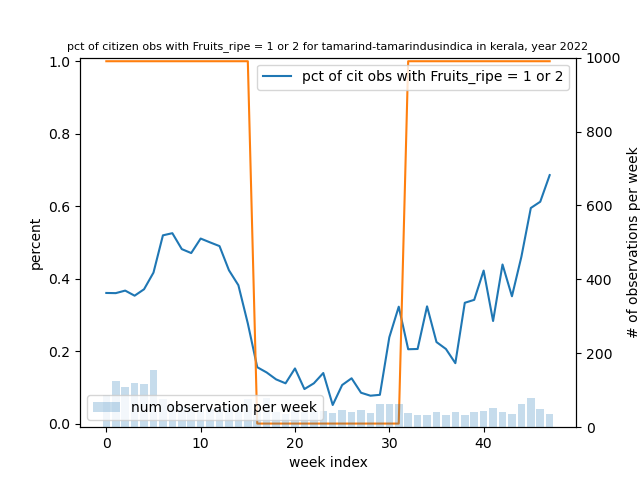 pct of citizen obs with Fruits_ripe = 1 or 2 for tamarind-tamarindusindica in kerala, year 2022
pct of cit obs with Fruits_ripe = 1 or 2
num observation per week
percent
1.0
0.8
0.6
0.4
0.2
0.0
1000
800
600
400
200
0
# of observations per week
0 10 20 30 40
week index